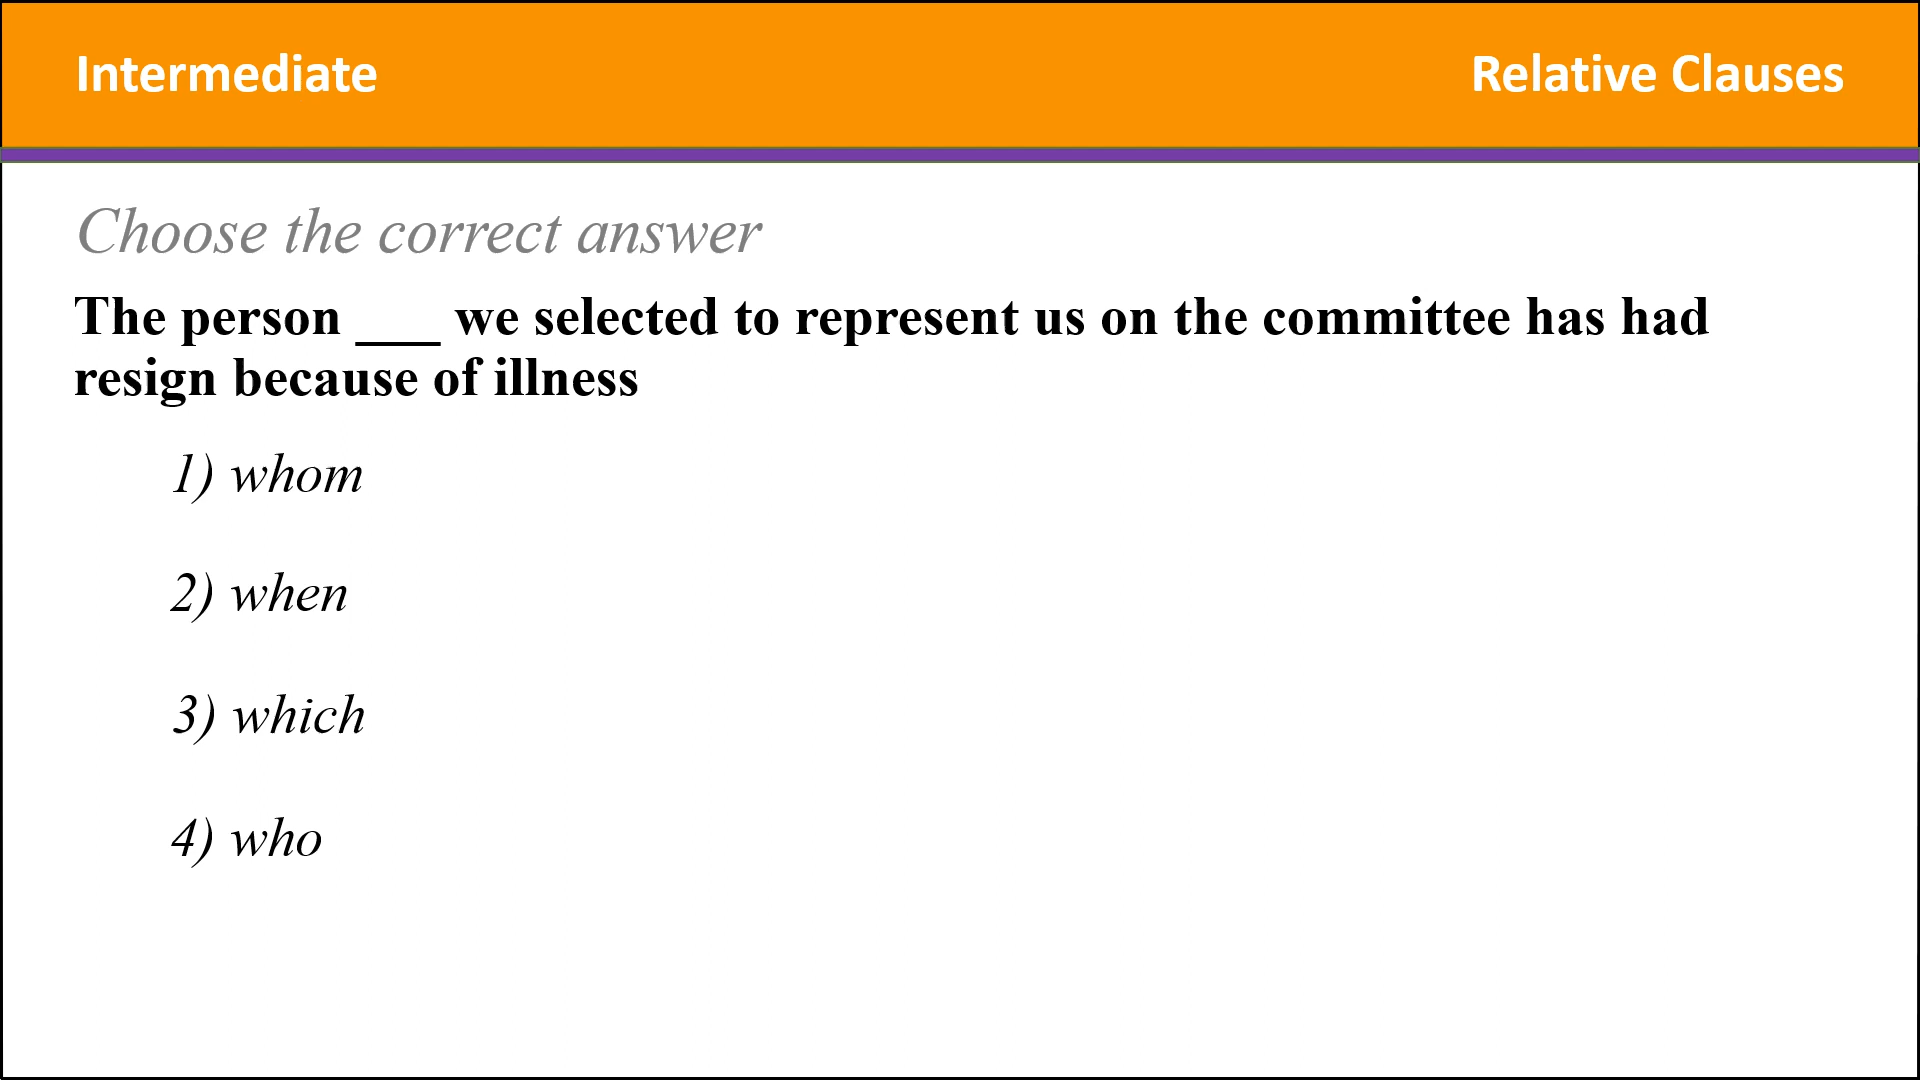 Intermediate
Relative Clauses
Choose the correct answer
The person ___ we selected to represent us on the committee has had
resign because of illness
1) whom
2) when
3) which
4) who